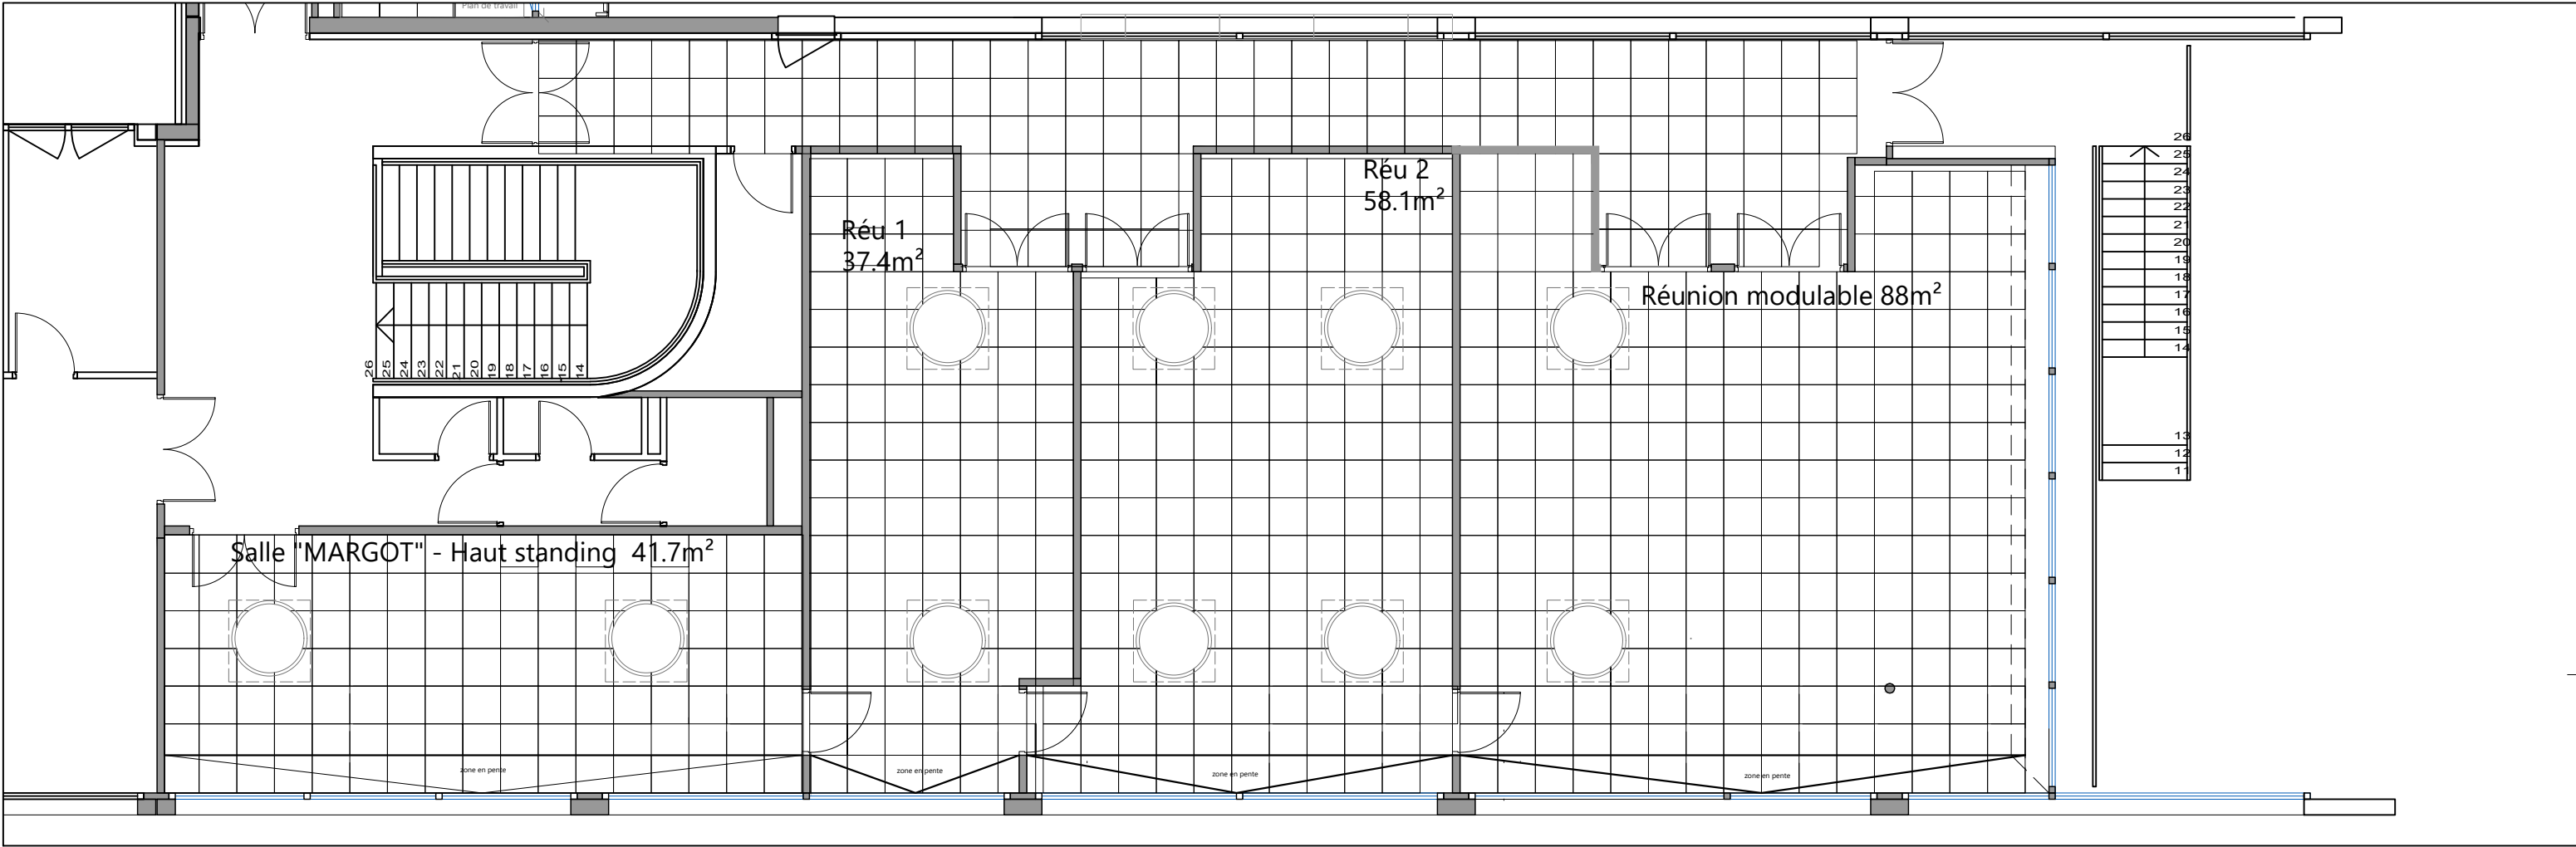 Plan de travail
Réu 1
37.4m²
Réu 2
58.1m²
Réunion modulable 88m²
Salle "MARGOT" - Haut standing 41.7m²
26
25
24
23
22
21
20
19
18
17
16
15
14
26
25
24
23
22
21
20
19
18
17
16
15
14
13
12
11
zone en pente
zone en pente
zone en pente
zone en pente